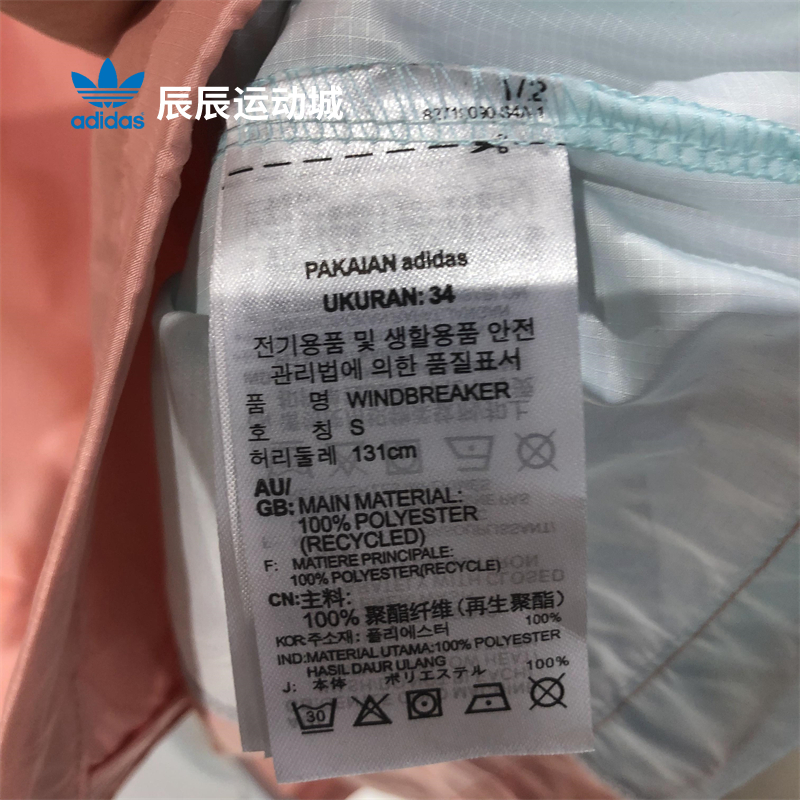 adidas
辰辰运动城
1/2
PAKAIAN adidas
UKURAN: 34
전기용품 및 생활용품 안전
관리법에 의한 품질표서
품 명 WINDBREAKER
호 칭 S
허리둘레 131cm
AU/
GB: MAIN MATERIAL:
100% POLYESTER
(RECYCLED)
F: MATIERE PRINCIPALE:
100% POLYESTER(RECYCLE)
CN:主料:
100% 聚酯纤维(再生聚酯)
KOR:주소재: 폴리에스터 100%
IND:MATERIAL UTAMA:100% POLYESTER
HASIL DAUR ULANG
J: 本体 ポリエステル 100%
30